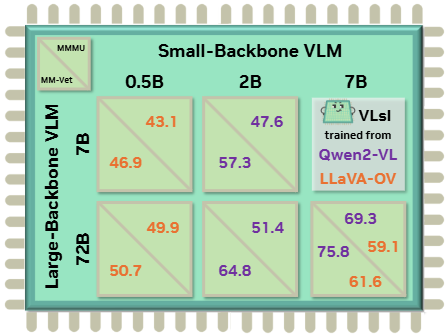 MMMU
MM-Vet
Small-Backbone VLM
0.5B 2B 7B
Large-Backbone VLM
7B
43.1
46.9
47.6
57.3
VLsI
trained from
Qwen2-VL
LLaVA-OV
72B
49.9
50.7
51.4
64.8
69.3
75.8 59.1
61.6